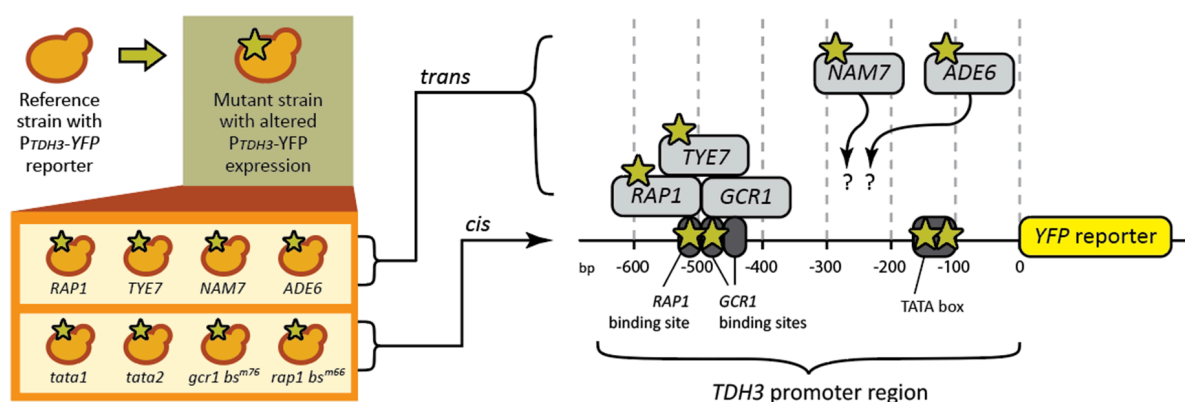 Reference
strain with
PTDH3-YFP
reporter
Mutant strain
with altered
PTDH3-YFP
expression
RAP1 TYE7 NAM7 ADE6
tata1 tata2 gcr1 bsm76 rap1 bsm66
trans
cis
NAM7 ADE6
TYE7
RAP1 GCR1
? ?
YFP reporter
bp -600 -500 -400 -300 -200 -100 0
RAP1
binding site
GCR1
binding sites
TATA box
TDH3 promoter region